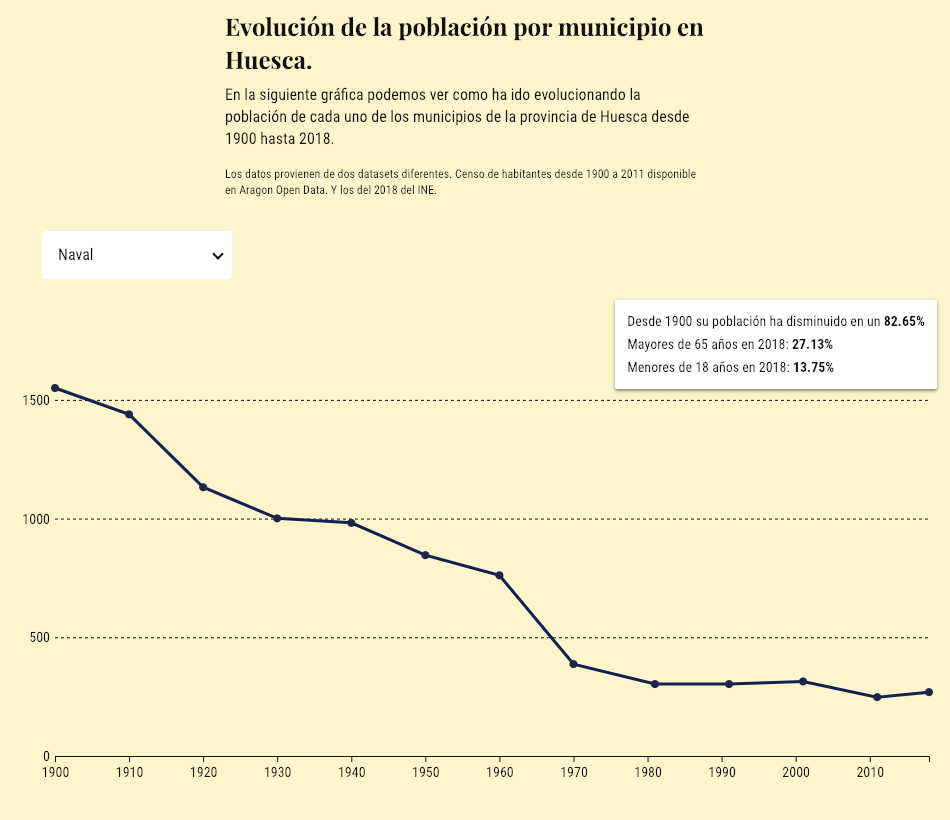 Evolución de la población por municipio en
Huesca.
En la siguiente gráfica podemos ver como ha ido evolucionando la
población de cada uno de los municipios de la provincia de Huesca desde
1900 hasta 2018.
Los datos provienen de dos datasets diferentes. Censo de habitantes desde 1900 a 2011 disponible
en Aragon Open Data. Y los del 2018 del INE.
Naval
Desde 1900 su población ha disminuido en un 82.65%
Mayores de 65 años en 2018: 27.13%
Menores de 18 años en 2018: 13.75%
1500
1000
500
0
1900 1910 1920 1930 1940 1950 1960 1970 1980 1990 2000 2010